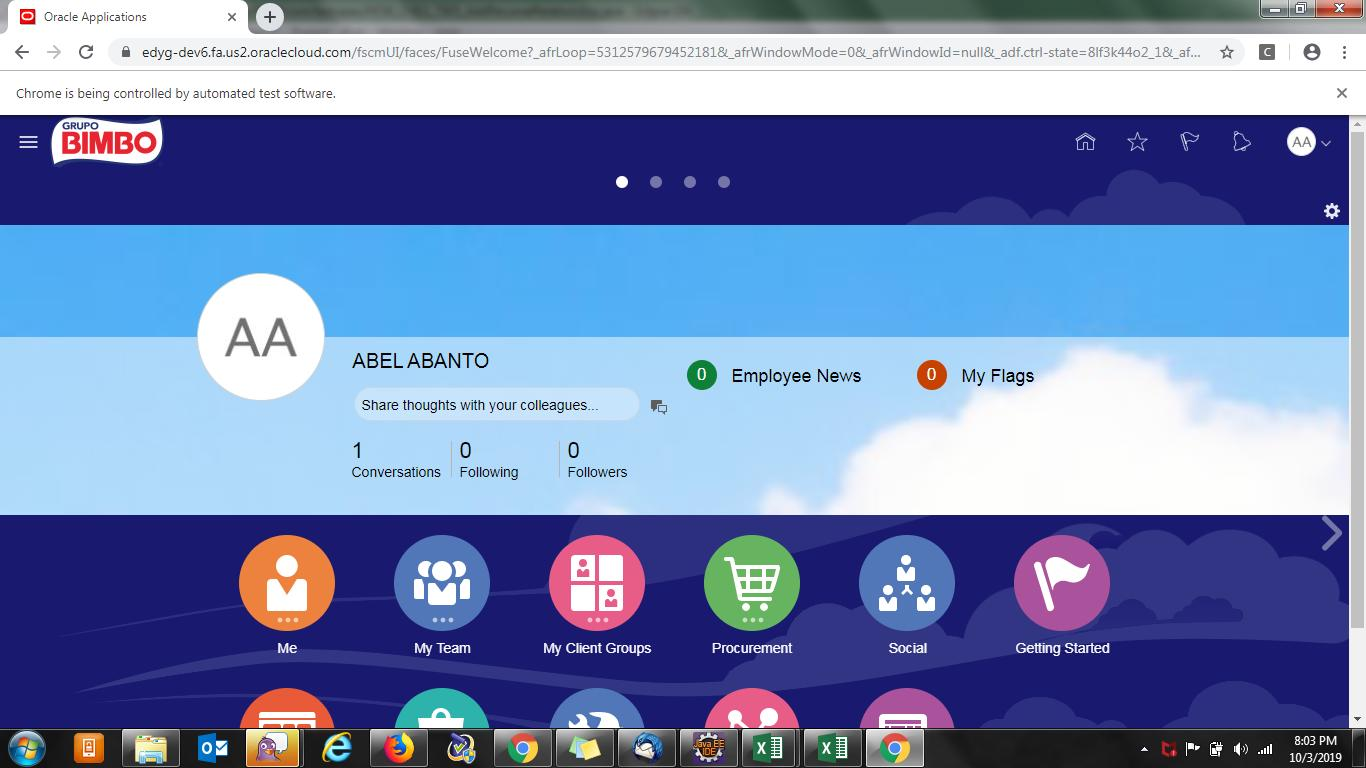 Oracle Applications
edyg-dev6.fa.us2.oraclecloud.com/fscmUI/faces/FuseWelcome?_afrLoop=5312579679452181&_afrWindowMode=0&_afrWindowId=null&_adf.ctrl-state=8lf3k44o2_1&_af...
C
Chrome is being controlled by automated test software.
GRUPO
BIMBO
AA
AA
ABEL ABANTO
0 Employee News
0 My Flags
Share thoughts with your colleagues...
1 0 0
Conversations Following Followers
Me My Team My Client Groups Procurement Social Getting Started
Java EE
IDE
8:03 PM
10/3/2019